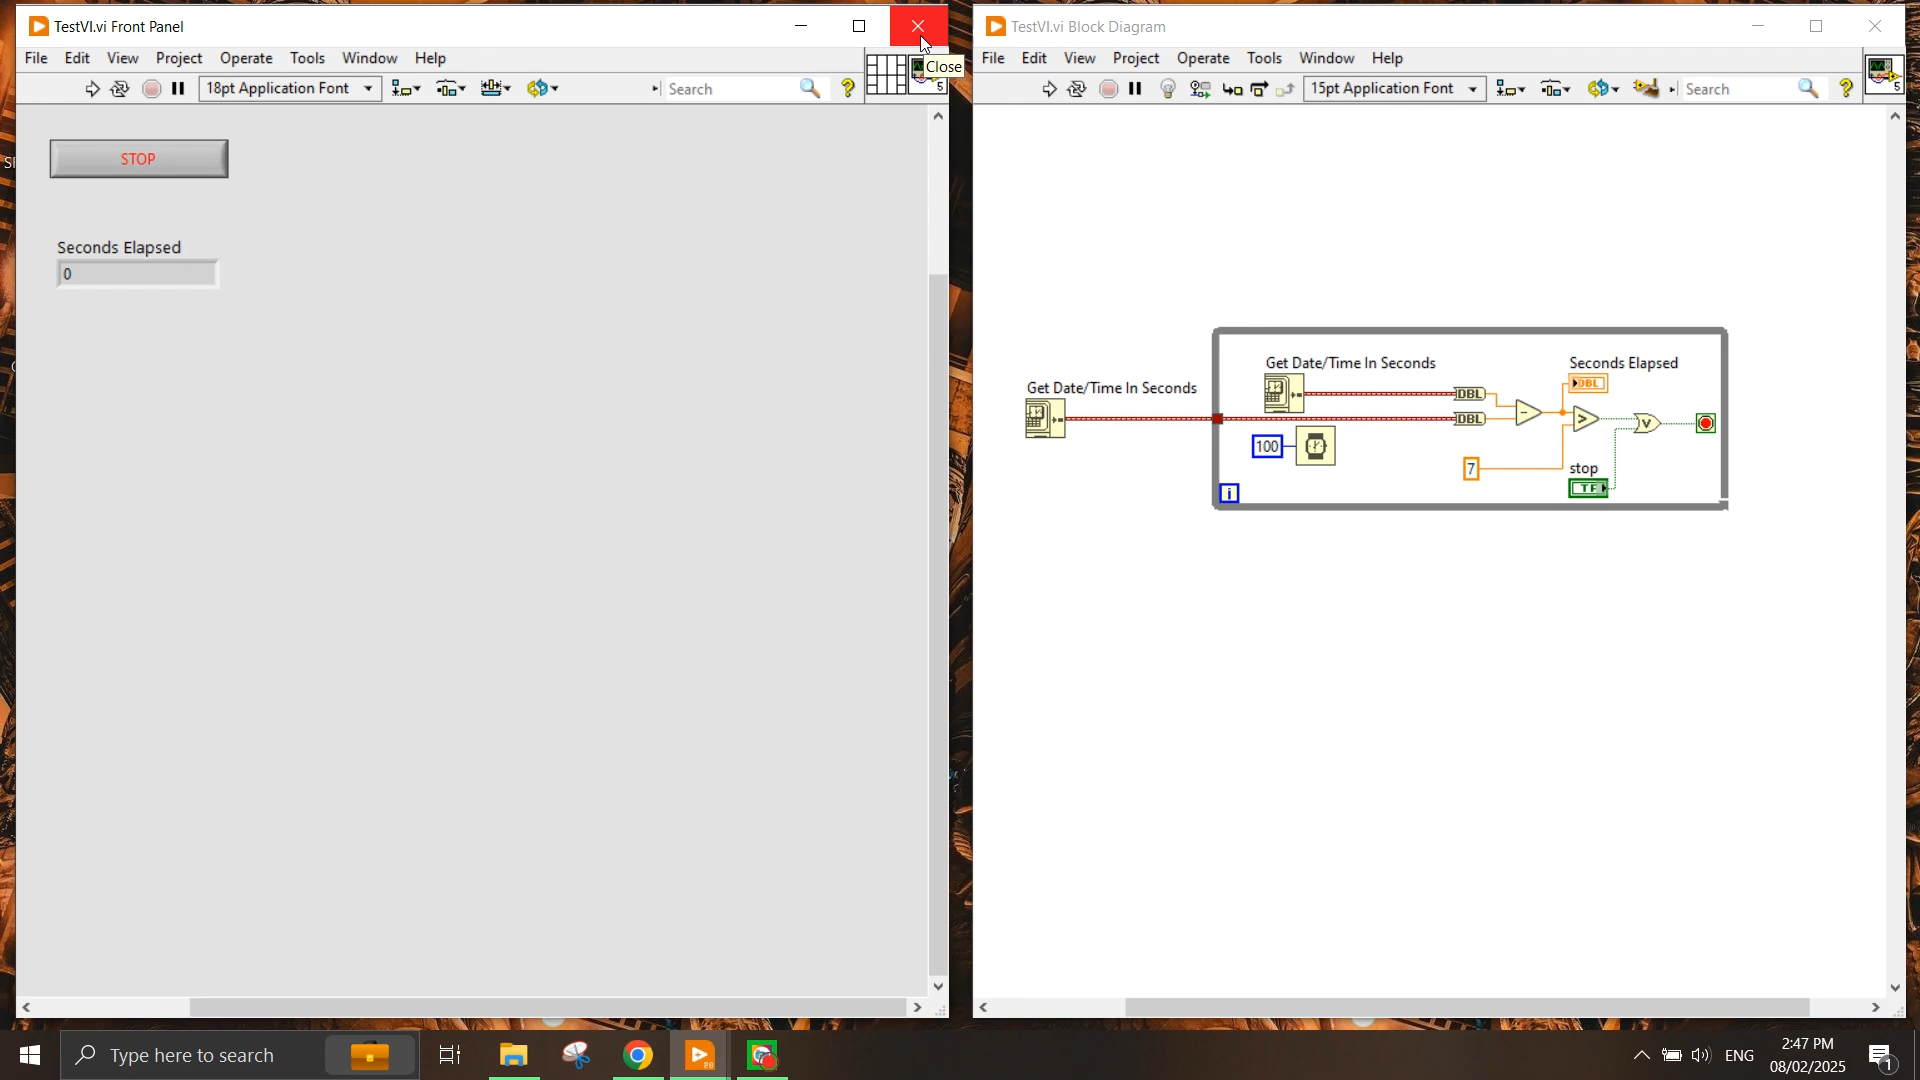 TestVI.vi Front Panel
File Edit View Project Operate Tools Window Help
Close
18pt Application Font
Search
5
STOP
Seconds Elapsed
0
TestVI.vi Block Diagram
File Edit View Project Operate Tools Window Help
15pt Application Font
Search
5
Get Date/Time In Seconds
Get Date/Time In Seconds
Seconds Elapsed
DBL
DBL
DBL
100
7
stop
TF
i
Type here to search
ENG
2:47 PM
08/02/2025
1